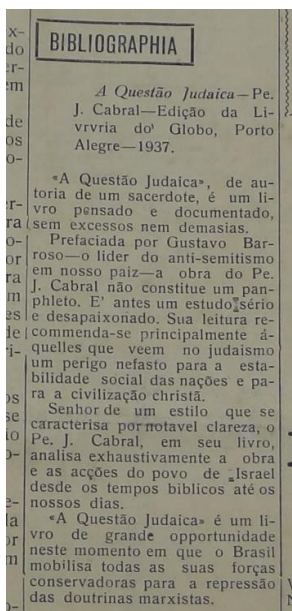 BIBLIOGRAPHIA
A Questão Judaica—Pe.
J. Cabral—Edição da Li-
vrvria do Globo, Porto
Alegre—1937.
«A Questão Judaica», de au-
toria de um sacerdote, é um li-
vro pensado e documentado,
sem excessos nem demasias.
Prefaciada por Gustavo Bar-
roso—o lider do anti-semitismo
em nosso paiz—a obra do Pe.
J. Cabral não constitue um pan-
phleto. E' antes um estudo sério
e desapaixonado. Sua leitura re-
commenda-se principalmente á-
quelles que veem no judaismo
um perigo nefasto para a esta-
bilidade social das nações e pa-
ra a civilização christã.
Senhor de um estilo que se
caracterisa por notavel clareza, o
Pe. J. Cabral, em seu livro,
analisa exhaustivamente a obra
e as acções do povo de Israel
desde os tempos biblicos até os
nossos dias.
«A Questão Judaica» é um li-
vro de grande opportunidade
neste momento em que o Brasil
mobilisa todas as suas forças
conservadoras para a repressão
das doutrinas marxistas.